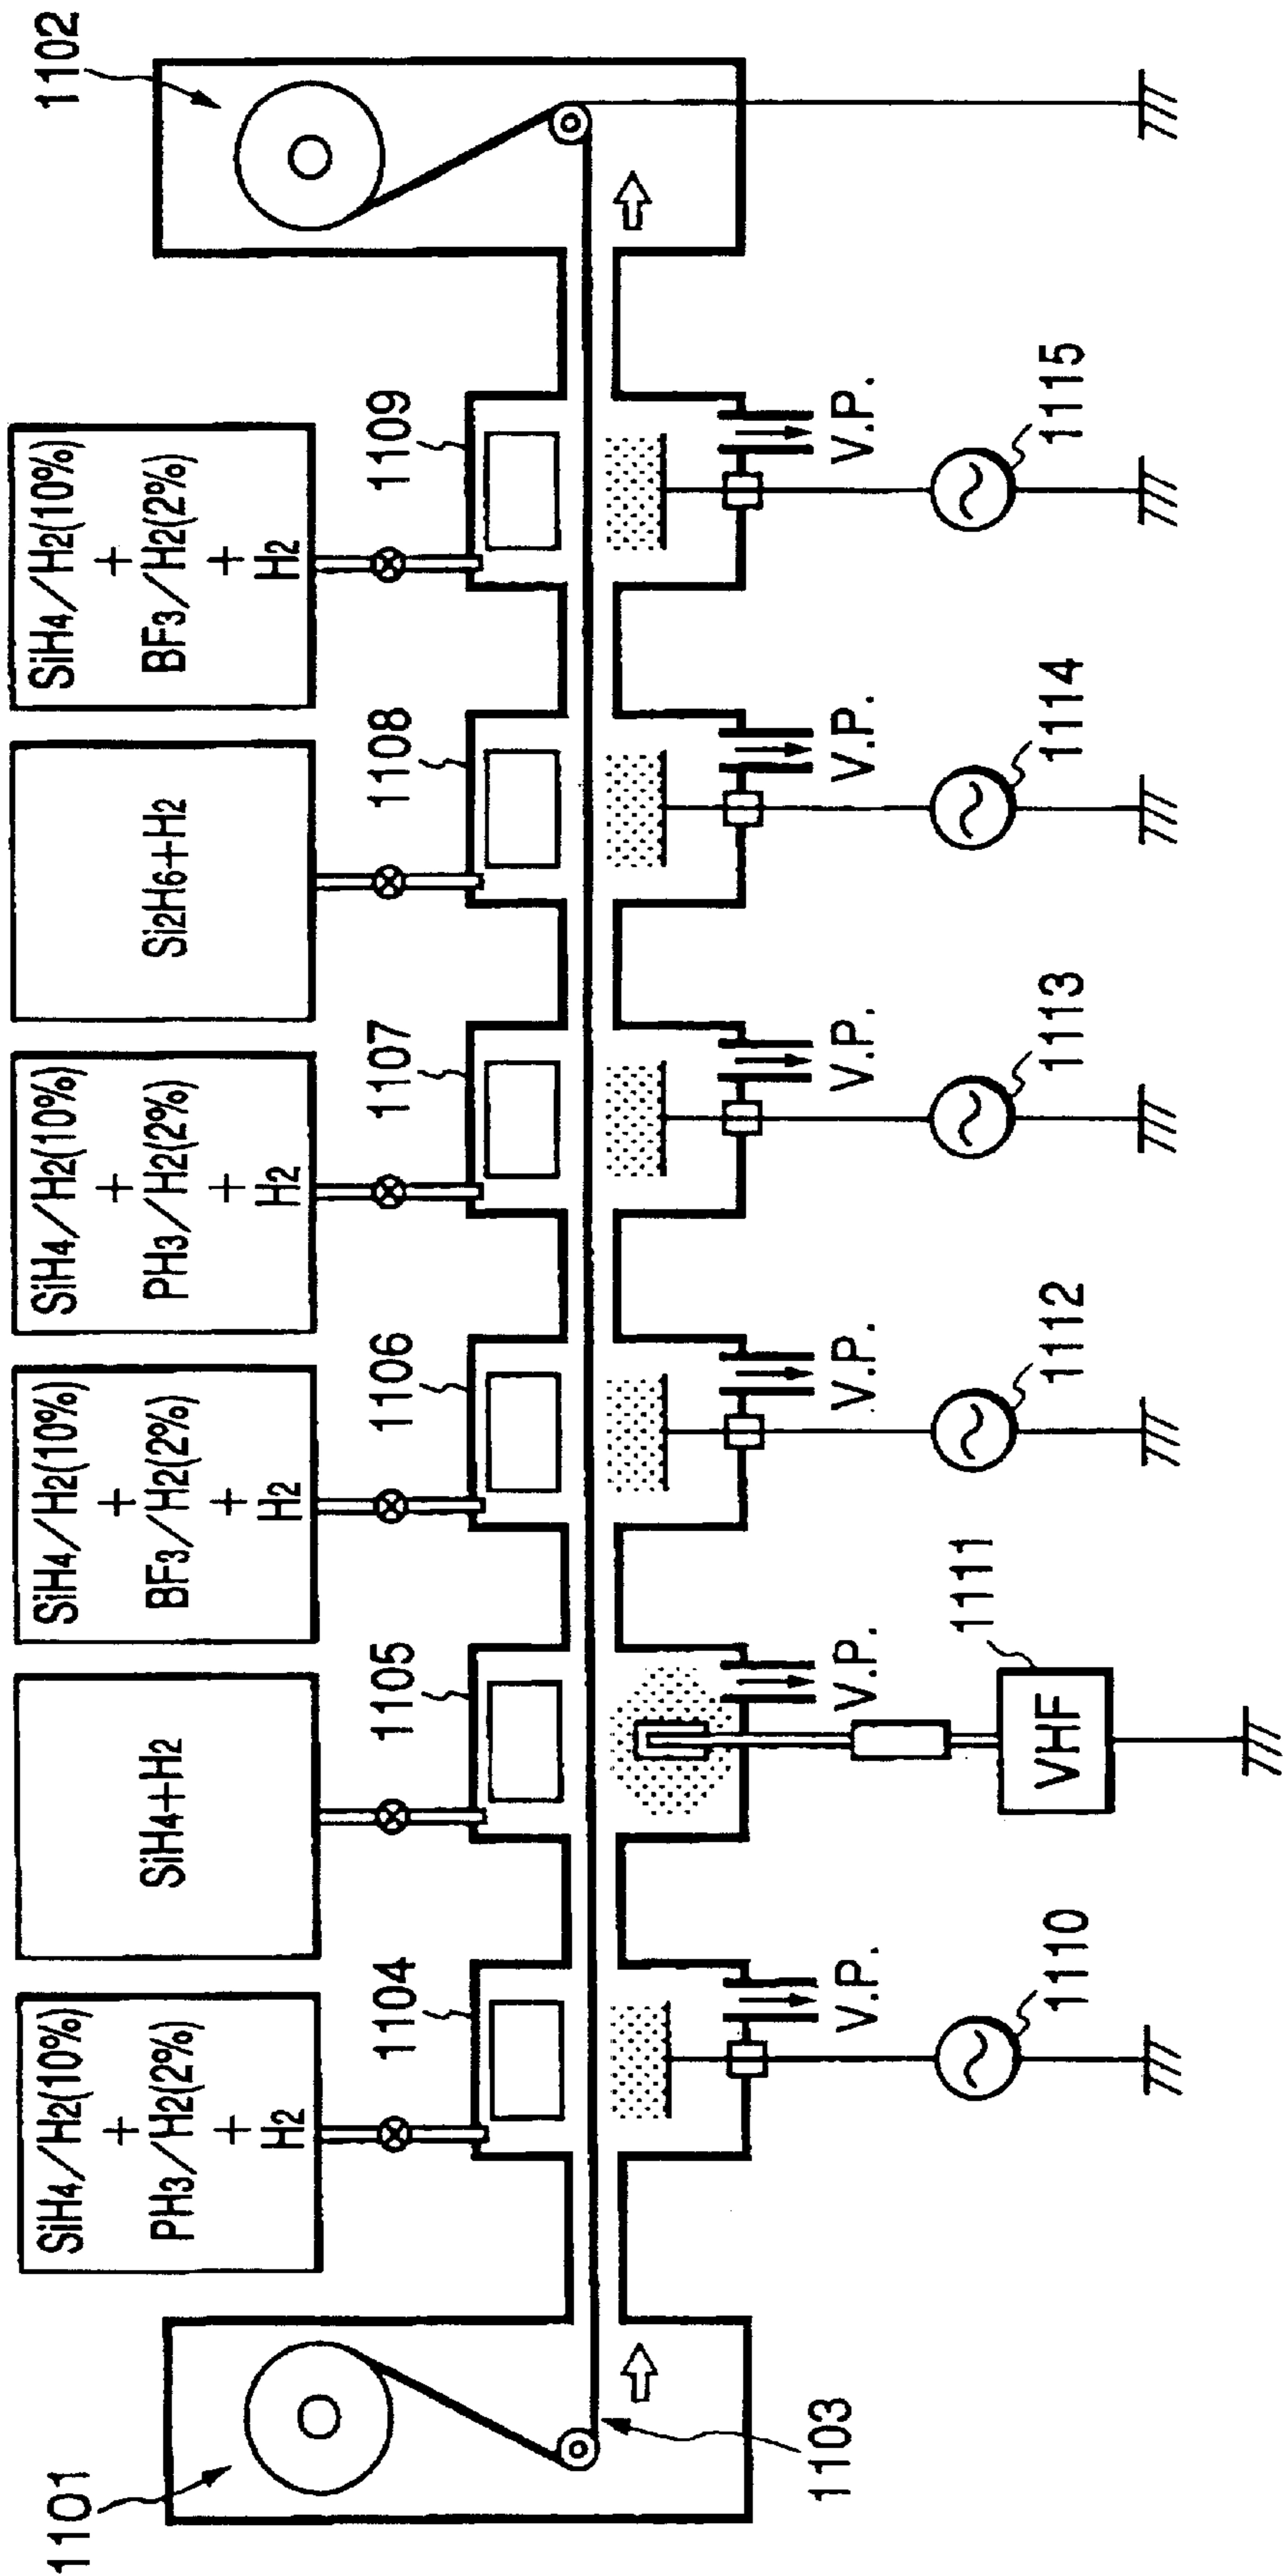 1101
1102
1103
SiH4/H2(10%)
+
PH3/H2(2%)
+
H2
SiH4+H2
SiH4/H2(10%)
+
BF3/H2(2%)
+
H2
SiH4/H2(10%)
+
PH3/H2(2%)
+
H2
Si2H6+H2
SiH4/H2(10%)
+
BF3/H2(2%)
+
H2
1104
1105
1106
1107
1108
1109
V.P.
V.P.
V.P.
V.P.
V.P.
V.P.
1110
VHF
1111
1112
1113
1114
1115